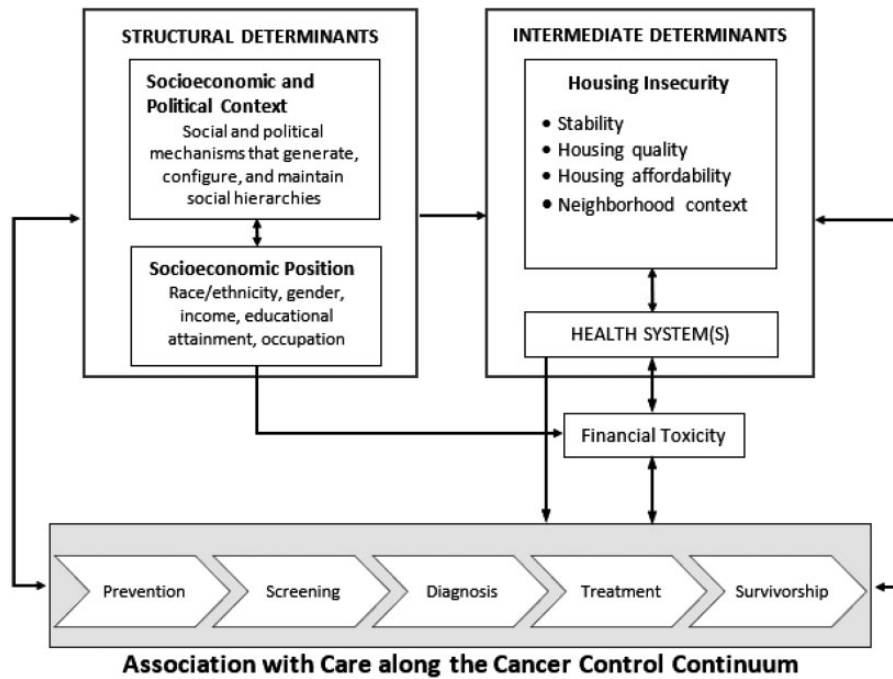 STRUCTURAL DETERMINANTS
Socioeconomic and
Political Context
Social and political
mechanisms that generate,
configure, and maintain
social hierarchies
Socioeconomic Position
Race/ethnicity, gender,
income, educational
attainment, occupation
INTERMEDIATE DETERMINANTS
Housing Insecurity
• Stability
• Housing quality
• Housing affordability
• Neighborhood context
HEALTH SYSTEM(S)
Financial Toxicity
Prevention
Screening
Diagnosis
Treatment
Survivorship
Association with Care along the Cancer Control Continuum